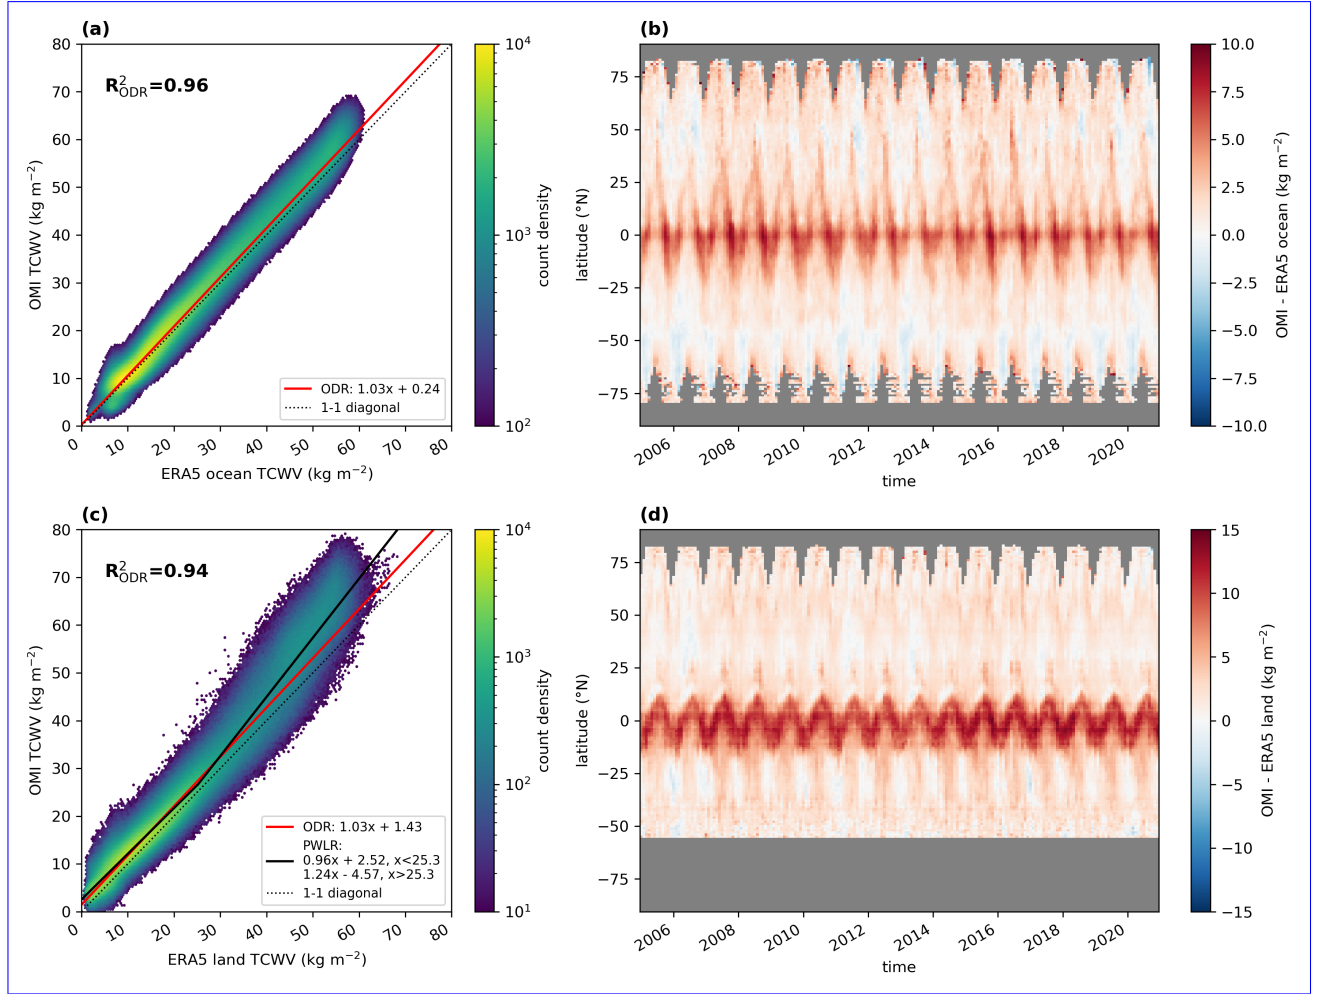 (a)
R²ODR=0.96
80
70
60
50
40
30
20
10
0
OMI TCWV (kg m⁻²)
0 10 20 30 40 50 60 70 80
ERA5 ocean TCWV (kg m⁻²)
ODR: 1.03x + 0.24
1-1 diagonal
10⁴
10³
10²
count density
(b)
75
50
25
0
−25
−50
−75
latitude (°N)
2006 2008 2010 2012 2014 2016 2018 2020
time
10.0
7.5
5.0
2.5
0.0
−2.5
−5.0
−7.5
−10.0
OMI - ERA5 ocean (kg m⁻²)
(c)
R²ODR=0.94
80
70
60
50
40
30
20
10
0
OMI TCWV (kg m⁻²)
0 10 20 30 40 50 60 70 80
ERA5 land TCWV (kg m⁻²)
ODR: 1.03x + 1.43
PWLR:
0.96x + 2.52, x<25.3
1.24x - 4.57, x>25.3
1-1 diagonal
10⁴
10³
10²
10¹
count density
(d)
75
50
25
0
−25
−50
−75
latitude (°N)
2006 2008 2010 2012 2014 2016 2018 2020
time
15
10
5
0
−5
−10
−15
OMI - ERA5 land (kg m⁻²)